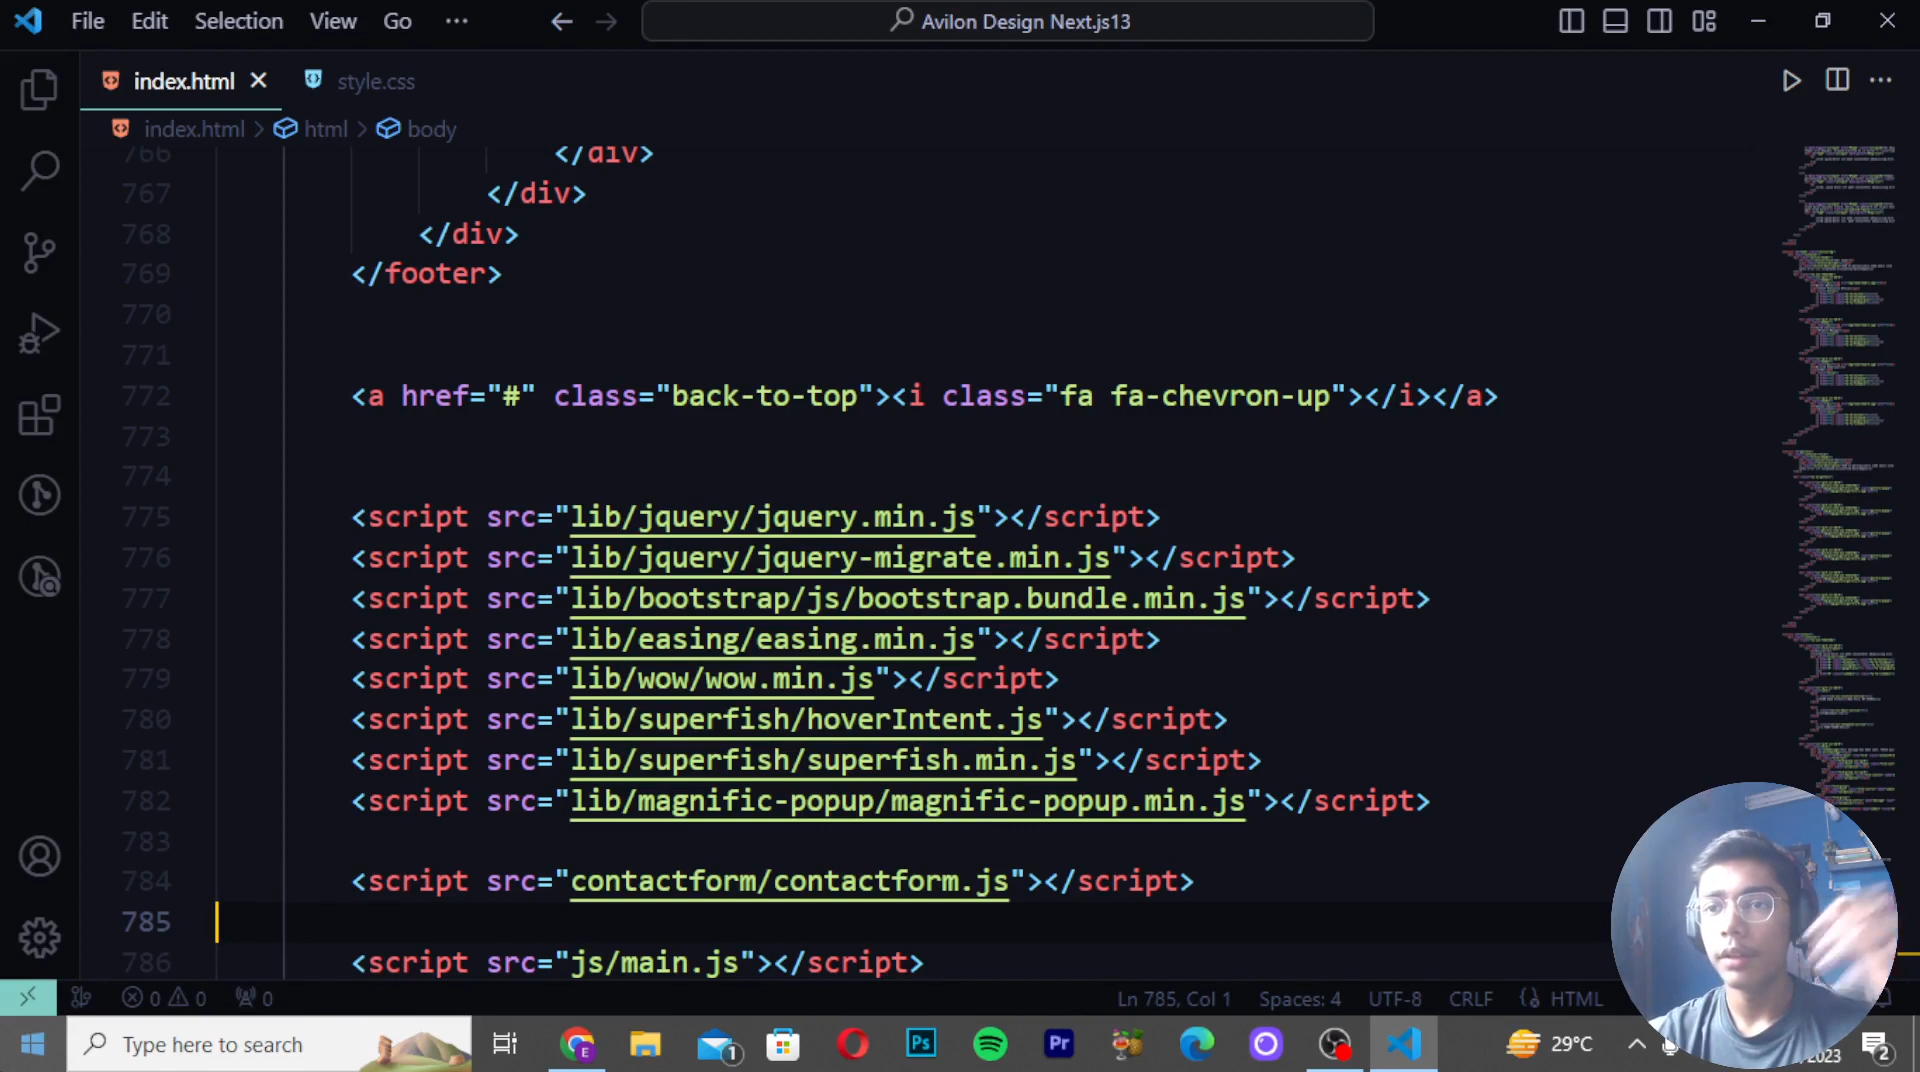 File Edit Selection View Go ··· Avilon Design Next.js13
index.html style.css
index.html > html > body
766 </div>
767 </div>
768 </div>
769 </footer>
770
771
772 <a href="#" class="back-to-top"><i class="fa fa-chevron-up"></i></a>
773
774
775 <script src="lib/jquery/jquery.min.js"></script>
776 <script src="lib/jquery/jquery-migrate.min.js"></script>
777 <script src="lib/bootstrap/js/bootstrap.bundle.min.js"></script>
778 <script src="lib/easing/easing.min.js"></script>
779 <script src="lib/wow/wow.min.js"></script>
780 <script src="lib/superfish/hoverIntent.js"></script>
781 <script src="lib/superfish/superfish.min.js"></script>
782 <script src="lib/magnific-popup/magnific-popup.min.js"></script>
783
784 <script src="contactform/contactform.js"></script>
785
786 <script src="js/main.js"></script>
0 0 0 Ln 785, Col 1 Spaces: 4 UTF-8 CRLF HTML
Type here to search 1 E Ps Pr 29°C 2023 2